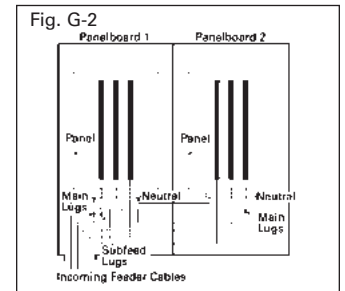 Fig. G-2
Panelboard 1 Panelboard 2
Panel Panel
Main Lugs
Neutral
Neutral
Main Lugs
Subfeed Lugs
Incoming Feeder Cables